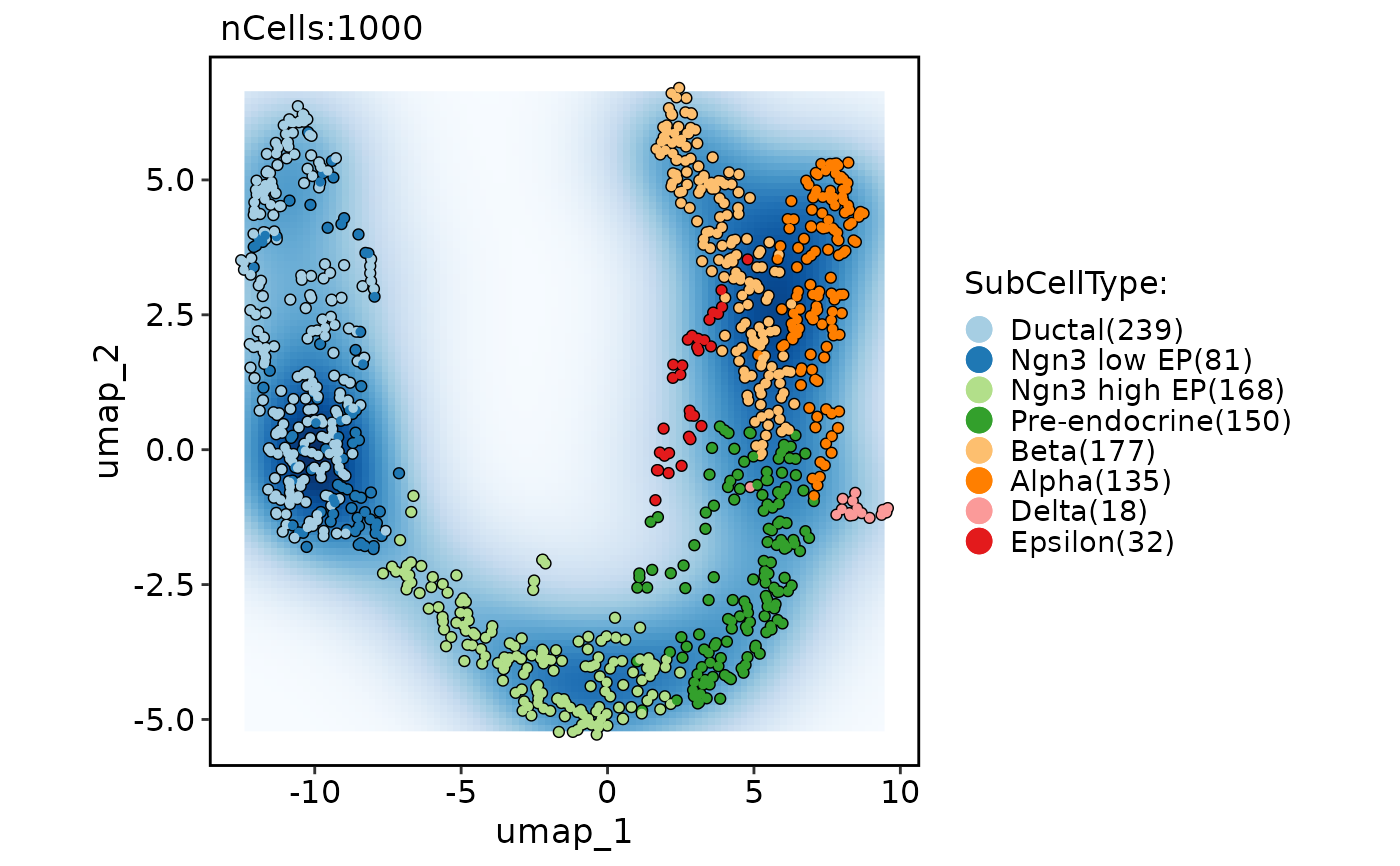 nCells:1000
umap_2
5.0
2.5
0.0
-2.5
-5.0
-10
-5
0
5
10
umap_1
SubCellType:
Ductal(239)
Ngn3 low EP(81)
Ngn3 high EP(168)
Pre-endocrine(150)
Beta(177)
Alpha(135)
Delta(18)
Epsilon(32)